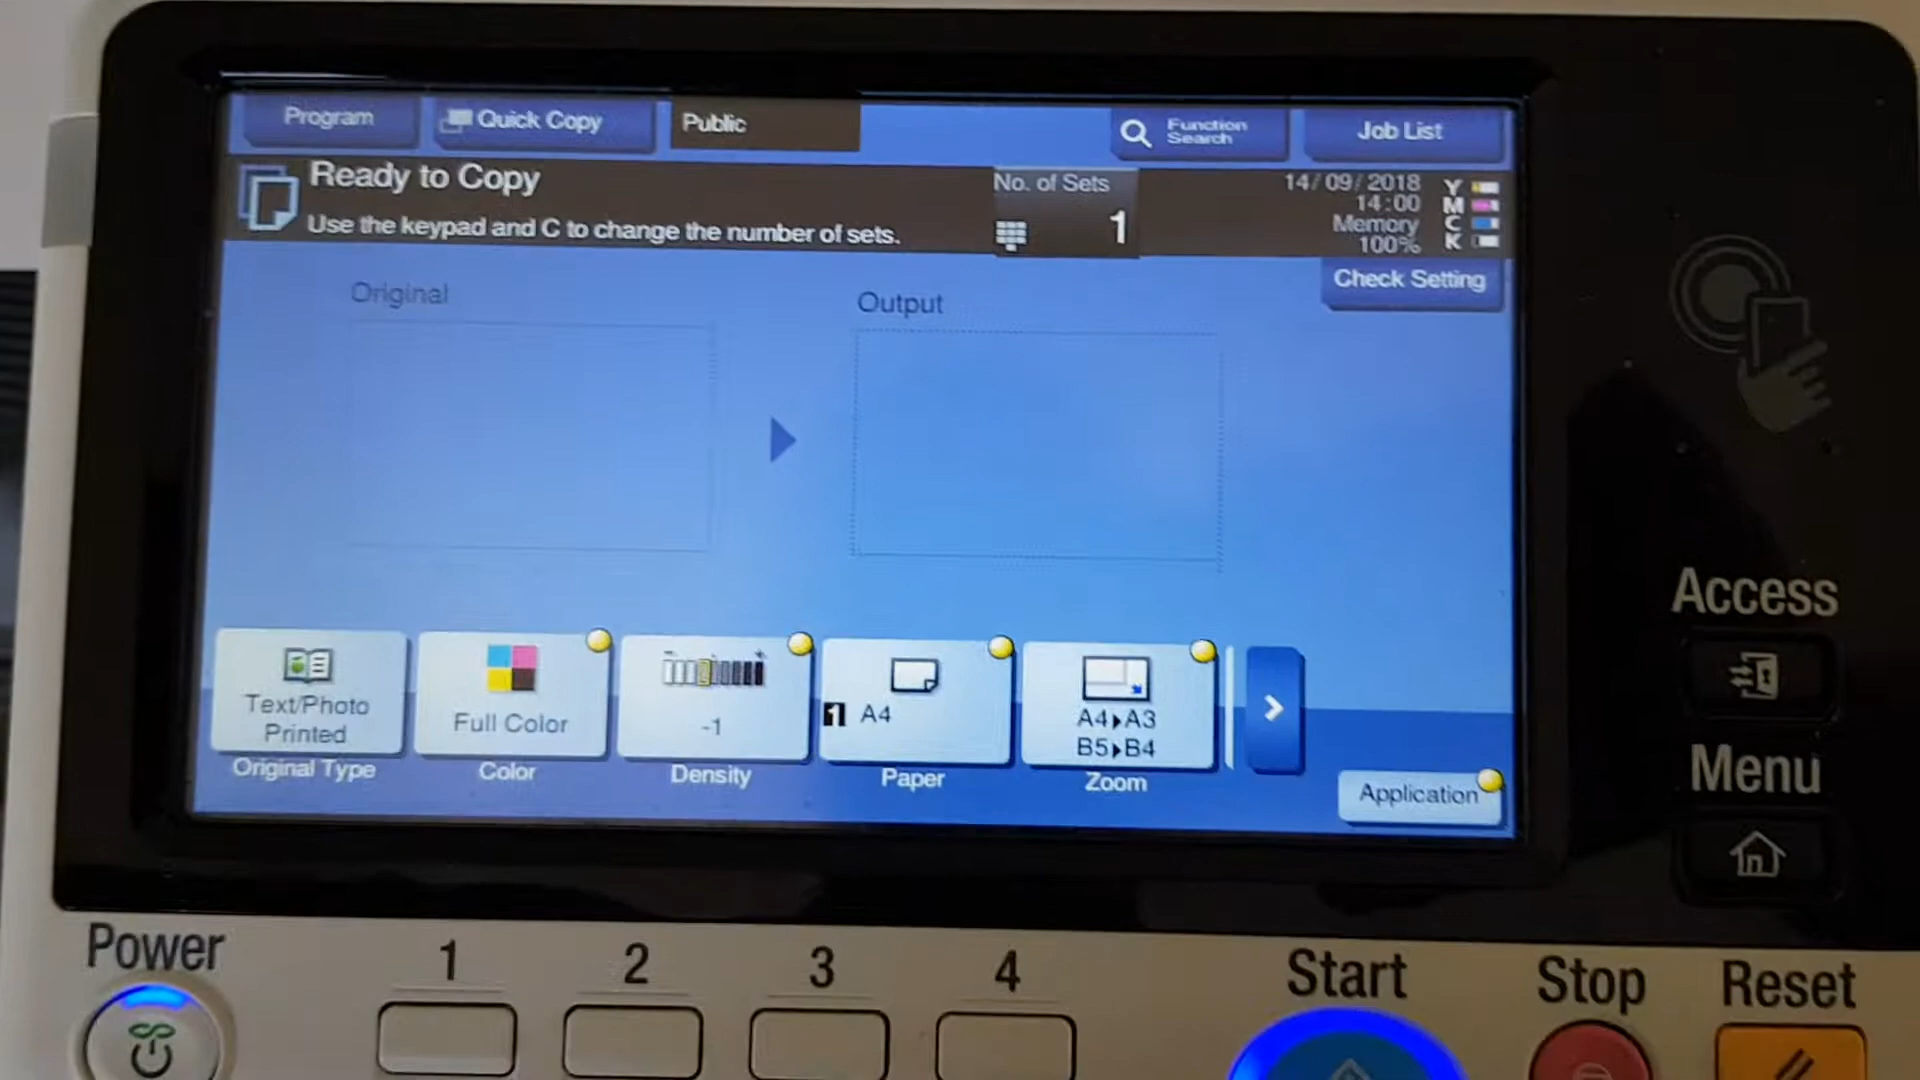 Program
Quick Copy
Public
Function
Search
Job List
Ready to Copy
Use the keypad and C to change the number of sets.
No. of Sets
1
14/09/2018
14:00
Memory
100%
Y
M
C
K
Check Setting
Original
Output
Text/Photo
Printed
Original Type
Full Color
Color
-1
Density
1 A4
Paper
A4▶A3
B5▶B4
Zoom
Application
Access
Menu
Power
1
2
3
4
Start
Stop
Reset